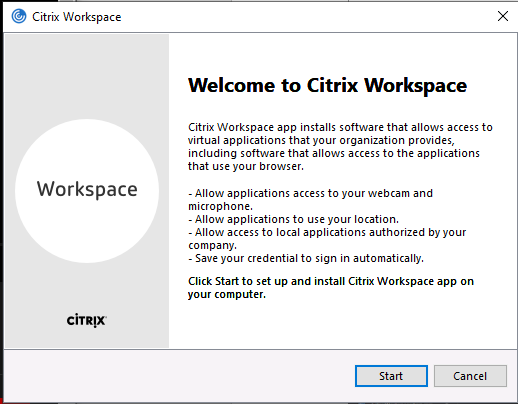 Citrix Workspace
Welcome to Citrix Workspace
Citrix Workspace app installs software that allows access to
virtual applications that your organization provides,
including software that allows access to the applications
that use your browser.
- Allow applications access to your webcam and
microphone.
- Allow applications to use your location.
- Allow access to local applications authorized by your
company.
- Save your credential to sign in automatically.
Click Start to set up and install Citrix Workspace app on
your computer.
Workspace
CİTRIX
Start
Cancel